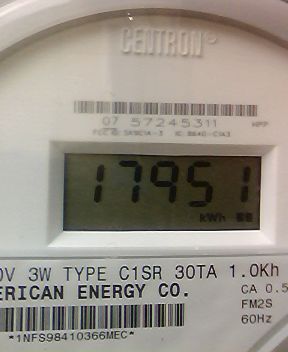 CENTRON®
07 57245311
17951
kWh
0V 3W TYPE C1SR 30TA 1.0Kh
ERICAN ENERGY CO.
CA 0.5
FM2S
60Hz
*1NFS98410366MEC*